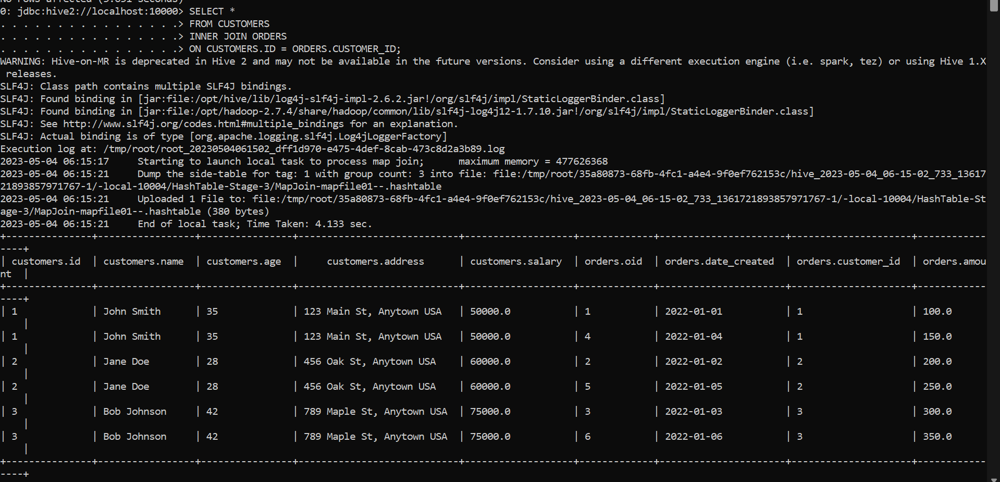 No rows affected (3.651 seconds)
0: jdbc:hive2://localhost:10000> SELECT *
. . . . . . . . . . . . . . . .> FROM CUSTOMERS
. . . . . . . . . . . . . . . .> INNER JOIN ORDERS
. . . . . . . . . . . . . . . .> ON CUSTOMERS.ID = ORDERS.CUSTOMER_ID;
WARNING: Hive-on-MR is deprecated in Hive 2 and may not be available in the future versions. Consider using a different execution engine (i.e. spark, tez) or using Hive 1.X
 releases.
SLF4J: Class path contains multiple SLF4J bindings.
SLF4J: Found binding in [jar:file:/opt/hive/lib/log4j-slf4j-impl-2.6.2.jar!/org/slf4j/impl/StaticLoggerBinder.class]
SLF4J: Found binding in [jar:file:/opt/hadoop-2.7.4/share/hadoop/common/lib/slf4j-log4j12-1.7.10.jar!/org/slf4j/impl/StaticLoggerBinder.class]
SLF4J: See http://www.slf4j.org/codes.html#multiple_bindings for an explanation.
SLF4J: Actual binding is of type [org.apache.logging.slf4j.Log4jLoggerFactory]
Execution log at: /tmp/root/root_20230504061502_dff1d970-e475-4def-8cab-473c8d2a3b89.log
2023-05-04 06:15:17     Starting to launch local task to process map join;      maximum memory = 477626368
2023-05-04 06:15:21     Dump the side-table for tag: 1 with group count: 3 into file: file:/tmp/root/35a80873-68fb-4fc1-a4e4-9f0ef762153c/hive_2023-05-04_06-15-02_733_13617
21893857971767-1/-local-10004/HashTable-Stage-3/MapJoin-mapfile01--.hashtable
2023-05-04 06:15:21     Uploaded 1 File to: file:/tmp/root/35a80873-68fb-4fc1-a4e4-9f0ef762153c/hive_2023-05-04_06-15-02_733_1361721893857971767-1/-local-10004/HashTable-St
age-3/MapJoin-mapfile01--.hashtable (380 bytes)
2023-05-04 06:15:21     End of local task; Time Taken: 4.133 sec.
+---------------+-----------------+----------------+----------------------------+-------------------+-------------+----------------------+---------------------+------------
----+
| customers.id  | customers.name  | customers.age  |     customers.address      | customers.salary  | orders.oid  | orders.date_created  | orders.customer_id  | orders.amou
nt  |
+---------------+-----------------+----------------+----------------------------+-------------------+-------------+----------------------+---------------------+------------
----+
| 1             | John Smith      | 35             | 123 Main St, Anytown USA   | 50000.0           | 1           | 2022-01-01           | 1                   | 100.0
    |
| 1             | John Smith      | 35             | 123 Main St, Anytown USA   | 50000.0           | 4           | 2022-01-04           | 1                   | 150.0
    |
| 2             | Jane Doe        | 28             | 456 Oak St, Anytown USA    | 60000.0           | 2           | 2022-01-02           | 2                   | 200.0
    |
| 2             | Jane Doe        | 28             | 456 Oak St, Anytown USA    | 60000.0           | 5           | 2022-01-05           | 2                   | 250.0
    |
| 3             | Bob Johnson     | 42             | 789 Maple St, Anytown USA  | 75000.0           | 3           | 2022-01-03           | 3                   | 300.0
    |
| 3             | Bob Johnson     | 42             | 789 Maple St, Anytown USA  | 75000.0           | 6           | 2022-01-06           | 3                   | 350.0
    |
+---------------+-----------------+----------------+----------------------------+-------------------+-------------+----------------------+---------------------+------------
----+